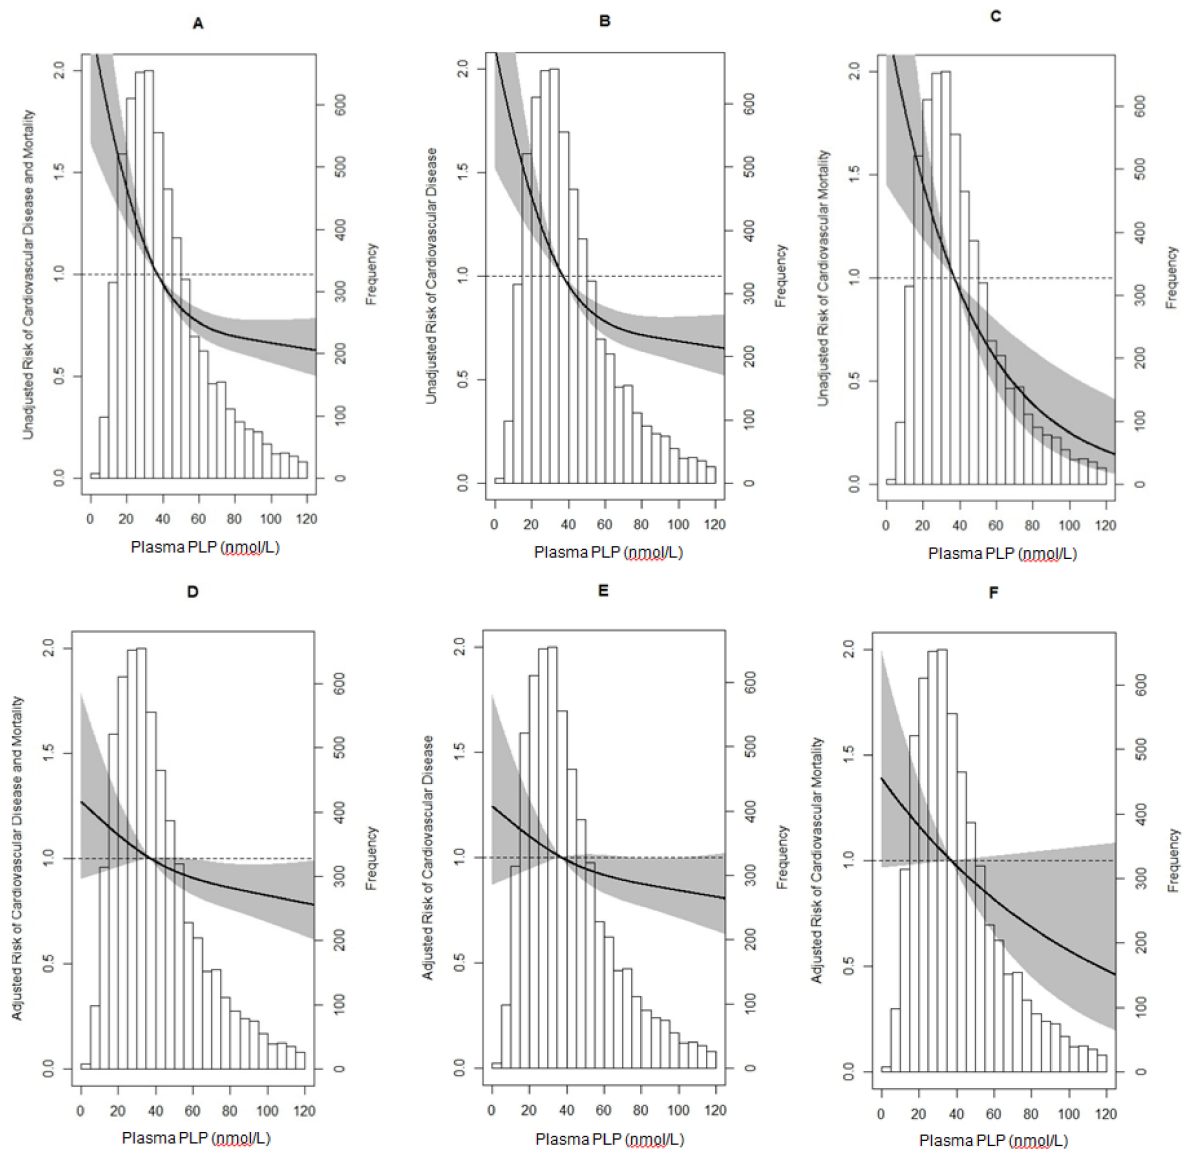 A
B
C
Unadjusted Risk of Cardiovascular Disease and Mortality
0.0 0.5 1.0 1.5 2.0
0 100 200 300 400 500 600
Frequency
0 20 40 60 80 100 120
Plasma PLP (nmol/L)
Unadjusted Risk of Cardiovascular Disease
0.0 0.5 1.0 1.5 2.0
0 100 200 300 400 500 600
Frequency
0 20 40 60 80 100 120
Plasma PLP (nmol/L)
Unadjusted Risk of Cardiovascular Mortality
0.0 0.5 1.0 1.5 2.0
0 100 200 300 400 500 600
Frequency
0 20 40 60 80 100 120
Plasma PLP (nmol/L)
D
E
F
Adjusted Risk of Cardiovascular Disease and Mortality
0.0 0.5 1.0 1.5 2.0
0 100 200 300 400 500 600
Frequency
0 20 40 60 80 100 120
Plasma PLP (nmol/L)
Adjusted Risk of Cardiovascular Disease
0.0 0.5 1.0 1.5 2.0
0 100 200 300 400 500 600
Frequency
0 20 40 60 80 100 120
Plasma PLP (nmol/L)
Adjusted Risk of Cardiovascular Mortality
0.0 0.5 1.0 1.5 2.0
0 100 200 300 400 500 600
Frequency
0 20 40 60 80 100 120
Plasma PLP (nmol/L)